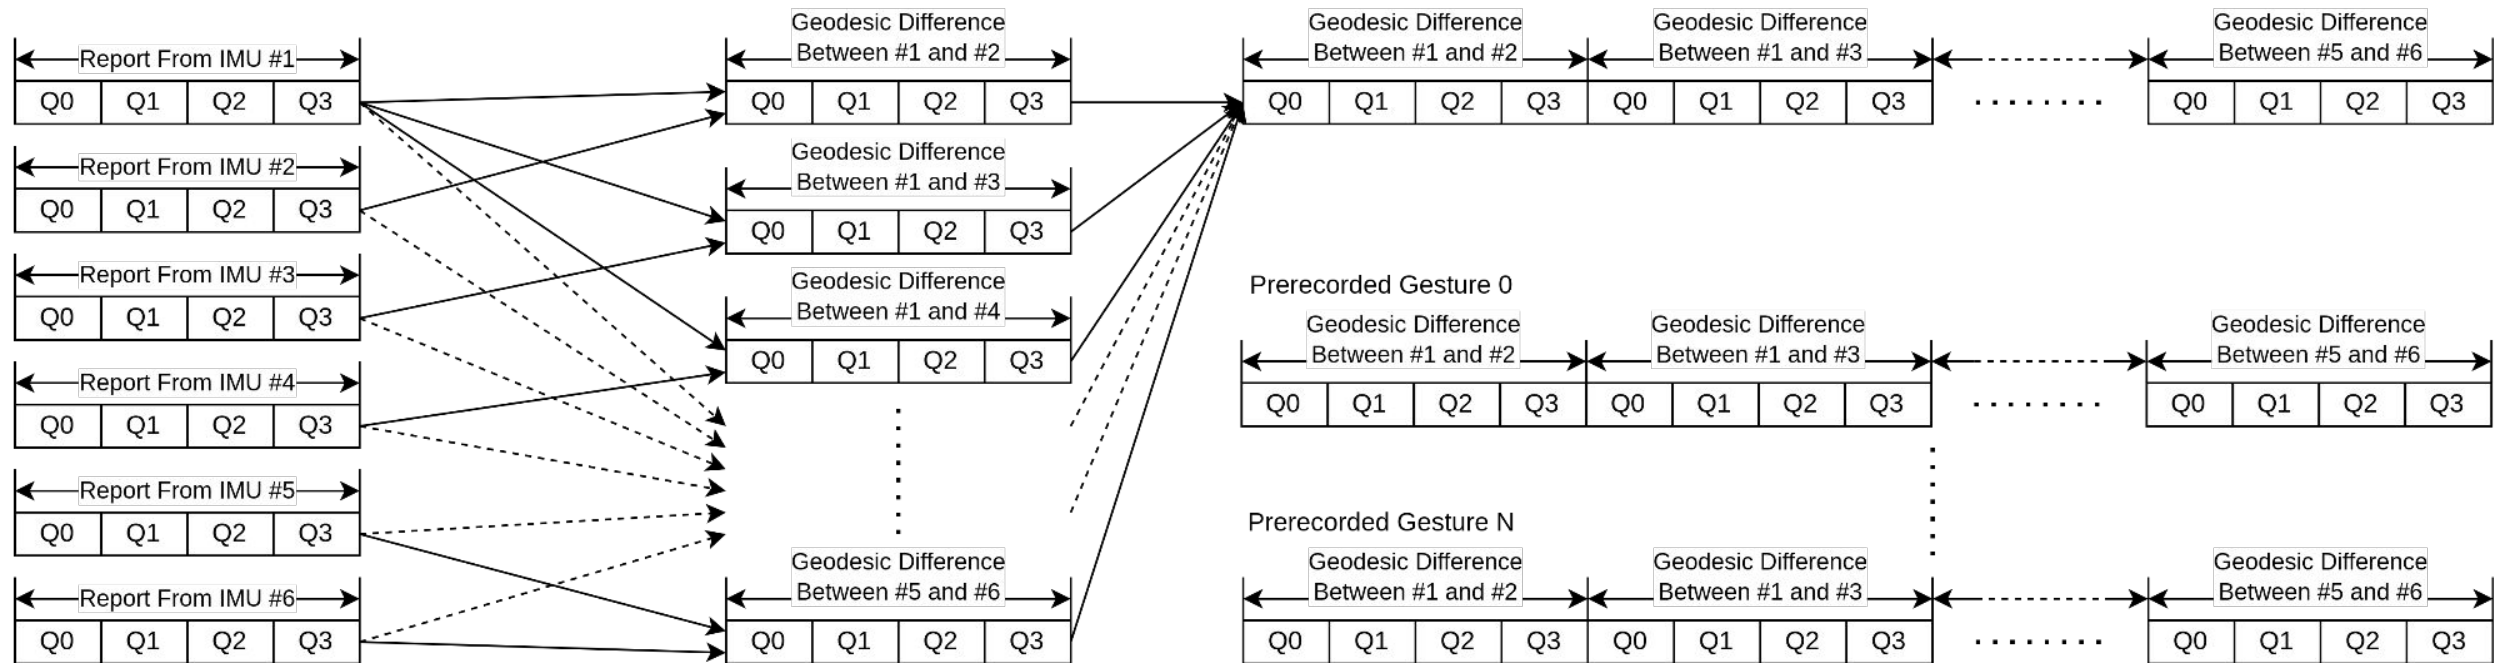 Report From IMU #1
Q0 Q1 Q2 Q3
Report From IMU #2
Q0 Q1 Q2 Q3
Report From IMU #3
Q0 Q1 Q2 Q3
Report From IMU #4
Q0 Q1 Q2 Q3
Report From IMU #5
Q0 Q1 Q2 Q3
Report From IMU #6
Q0 Q1 Q2 Q3
Geodesic Difference
Between #1 and #2
Q0 Q1 Q2 Q3
Geodesic Difference
Between #1 and #3
Q0 Q1 Q2 Q3
Geodesic Difference
Between #1 and #4
Q0 Q1 Q2 Q3
Geodesic Difference
Between #5 and #6
Q0 Q1 Q2 Q3
Geodesic Difference
Between #1 and #2
Q0 Q1 Q2 Q3
Geodesic Difference
Between #1 and #3
Q0 Q1 Q2 Q3
Geodesic Difference
Between #5 and #6
Q0 Q1 Q2 Q3
Prerecorded Gesture 0
Geodesic Difference
Between #1 and #2
Q0 Q1 Q2 Q3
Geodesic Difference
Between #1 and #3
Q0 Q1 Q2 Q3
Geodesic Difference
Between #5 and #6
Q0 Q1 Q2 Q3
Prerecorded Gesture N
Geodesic Difference
Between #1 and #2
Q0 Q1 Q2 Q3
Geodesic Difference
Between #1 and #3
Q0 Q1 Q2 Q3
Geodesic Difference
Between #5 and #6
Q0 Q1 Q2 Q3